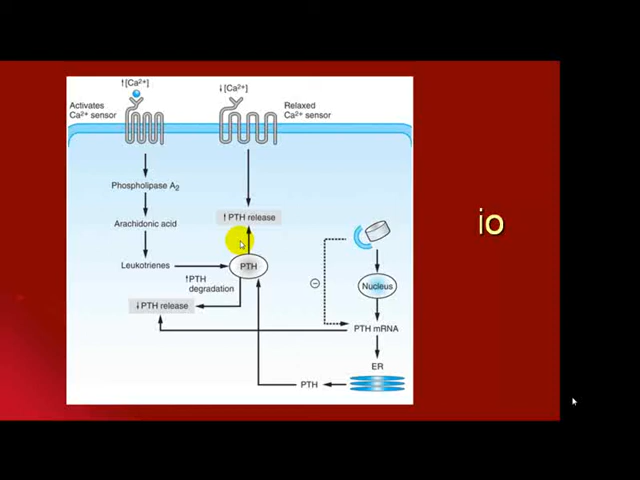 ↑[Ca²⁺]
↓[Ca²⁺]
Activates
Ca²⁺ sensor
Relaxed
Ca²⁺ sensor
Phospholipase A₂
Arachidonic acid
↑PTH release
Leukotrienes
PTH
↑PTH
degradation
↓PTH release
Nucleus
PTH mRNA
ER
PTH
io